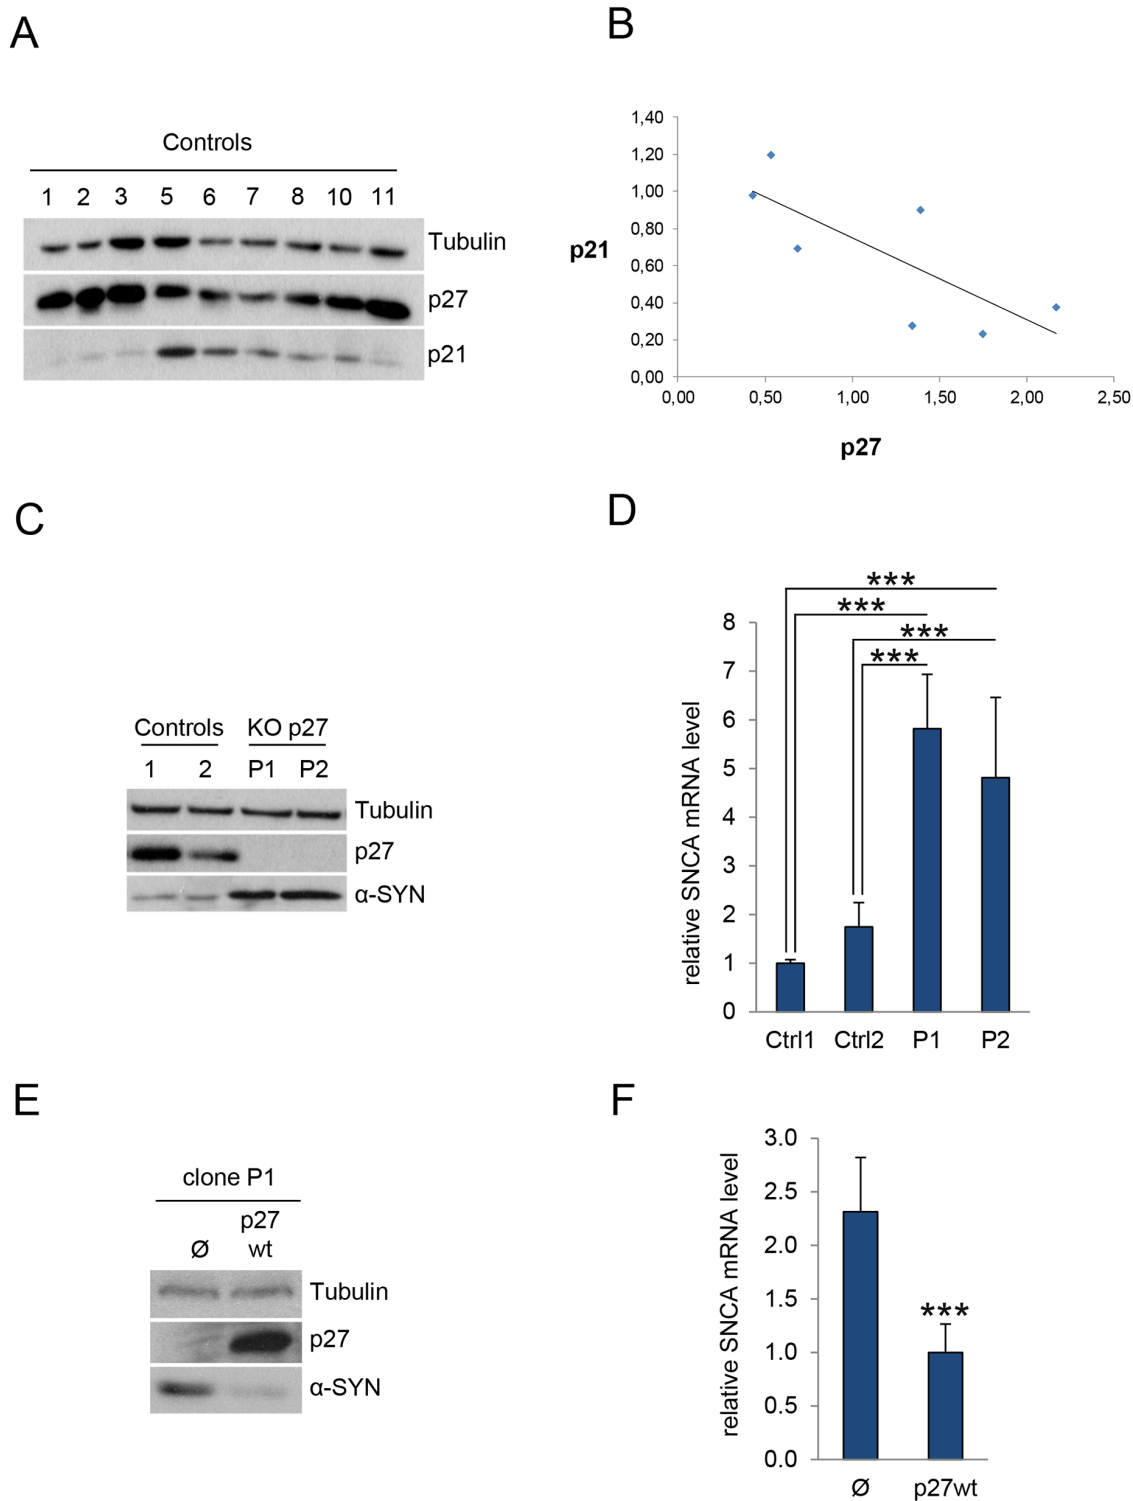 A
Controls
1 2 3 5 6 7 8 10 11
Tubulin
p27
p21
B
1,40
1,20
1,00
0,80
0,60
0,40
0,20
0,00
p21
0,00 0,50 1,00 1,50 2,00 2,50
p27
C
Controls KO p27
1 2 P1 P2
Tubulin
p27
α-SYN
D
***
***
***
***
8
7
6
5
4
3
2
1
0
relative SNCA mRNA level
Ctrl1 Ctrl2 P1 P2
E
clone P1
p27
Ø wt
Tubulin
p27
α-SYN
F
3.0
2.5
2.0
1.5
1.0
0.5
0.0
relative SNCA mRNA level
***
Ø p27wt